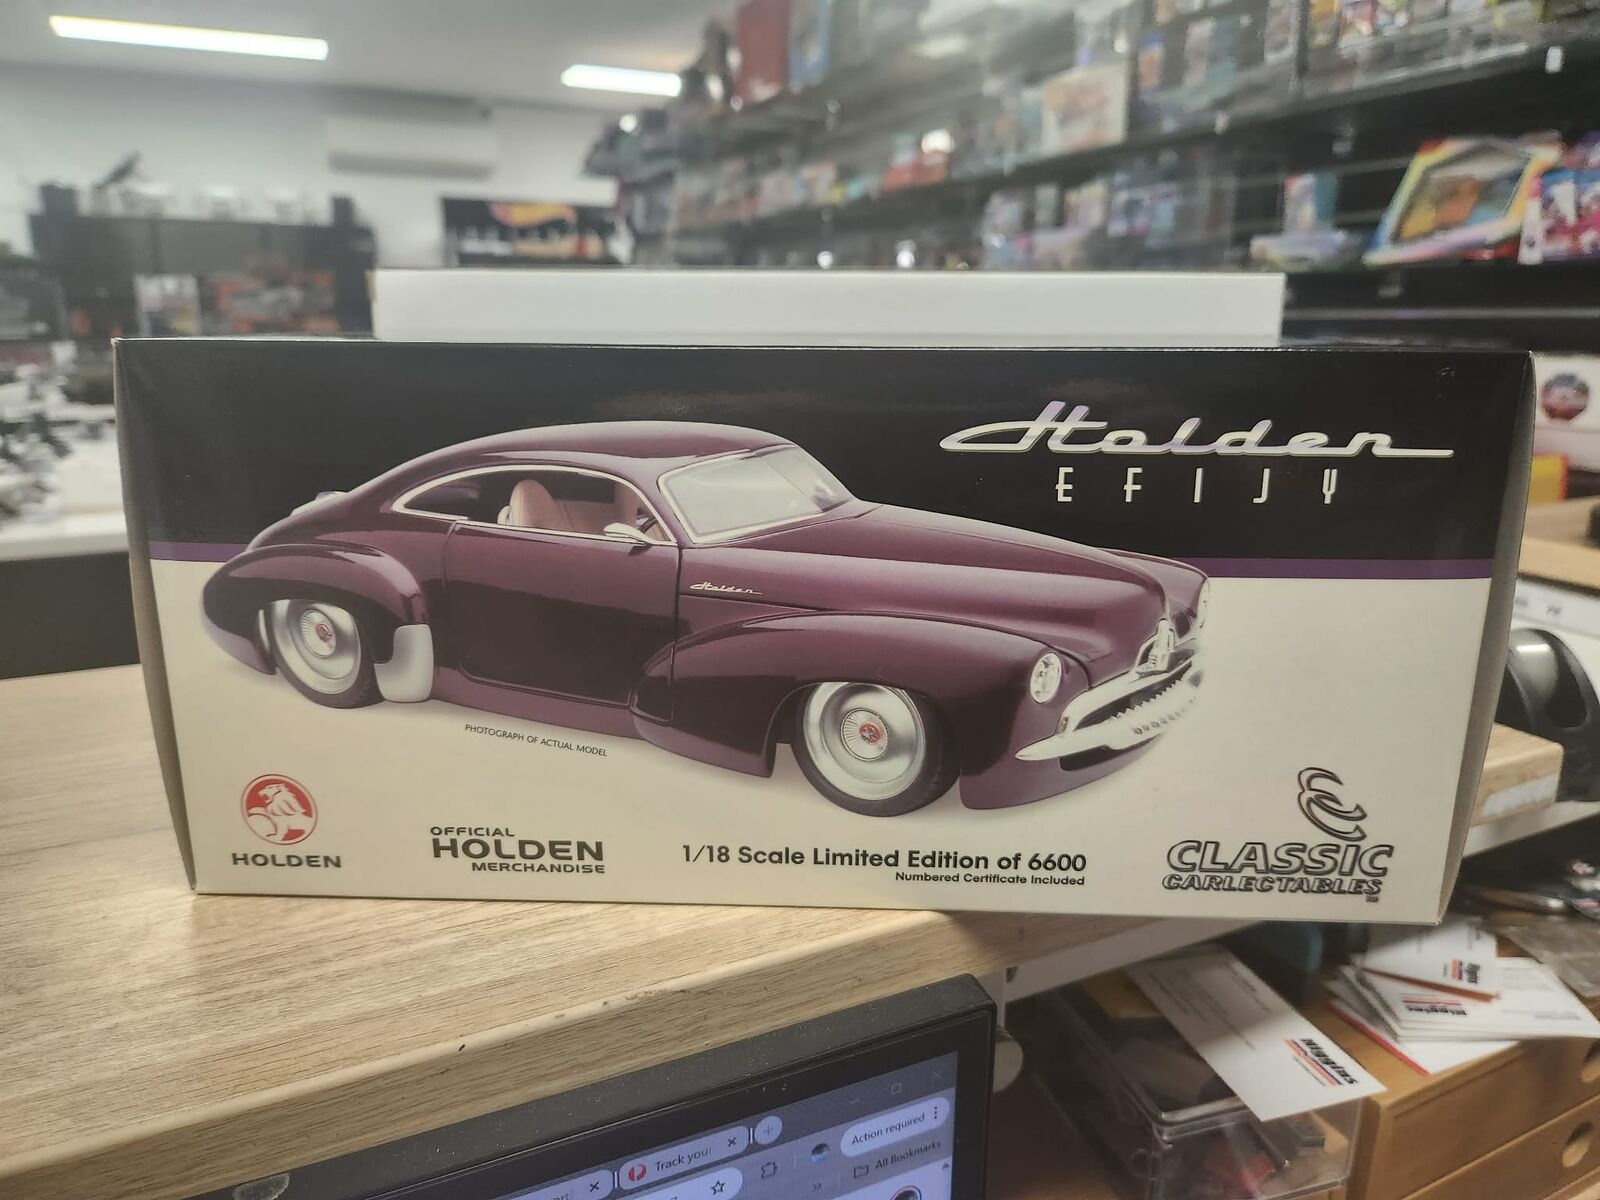 Holden
EFIJY
Holden
PHOTOGRAPH OF ACTUAL MODEL
HOLDEN
OFFICIAL
HOLDEN
MERCHANDISE
1/18 Scale Limited Edition of 6600
Numbered Certificate Included
CLASSIC
CARLECTABLES
Higgins
Action required
Track your
All Bookmarks